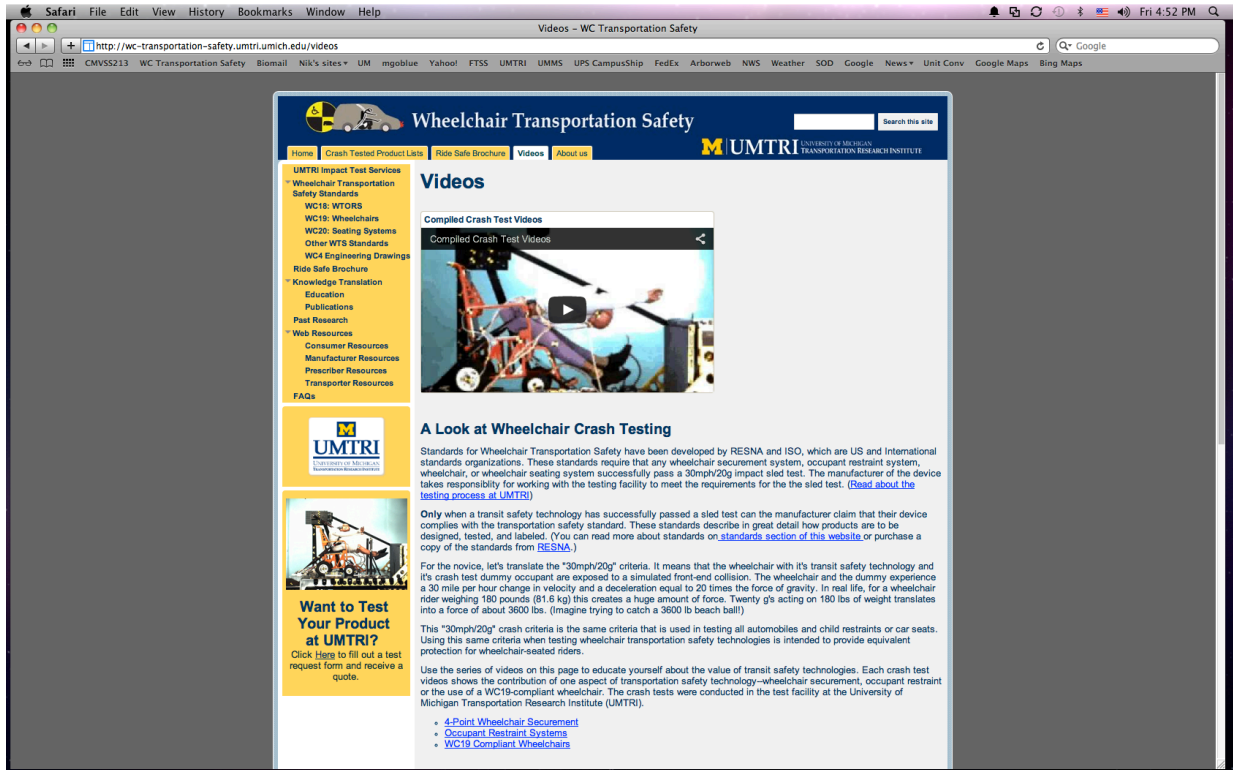 Safari File Edit View History Bookmarks Window Help
Fri 4:52 PM
Videos – WC Transportation Safety
http://wc-transportation-safety.umtri.umich.edu/videos
Google
CMVSS213 WC Transportation Safety Biomail Nik's sites UM mgoblue Yahoo! FTSS UMTRI UMMS UPS CampusShip FedEx Arborweb NWS Weather SOD Google News Unit Conv Google Maps Bing Maps
Wheelchair Transportation Safety
Search this site
M UMTRI UNIVERSITY OF MICHIGAN
TRANSPORTATION RESEARCH INSTITUTE
Home Crash Tested Product Lists Ride Safe Brochure Videos About us
UMTRI Impact Test Services
Wheelchair Transportation
Safety Standards
WC18: WTORS
WC19: Wheelchairs
WC20: Seating Systems
Other WTS Standards
WC4 Engineering Drawings
Ride Safe Brochure
Knowledge Translation
Education
Publications
Past Research
Web Resources
Consumer Resources
Manufacturer Resources
Prescriber Resources
Transporter Resources
FAQs
M
UMTRI
UNIVERSITY OF MICHIGAN
TRANSPORTATION RESEARCH INSTITUTE
Want to Test
Your Product
at UMTRI?
Click Here to fill out a test
request form and receive a
quote.
Videos
Compiled Crash Test Videos
Compiled Crash Test Videos
A Look at Wheelchair Crash Testing
Standards for Wheelchair Transportation Safety have been developed by RESNA and ISO, which are US and International
standards organizations. These standards require that any wheelchair securement system, occupant restraint system,
wheelchair, or wheelchair seating system successfully pass a 30mph/20g impact sled test. The manufacturer of the device
takes responsiblity for working with the testing facility to meet the requirements for the the sled test. (Read about the
testing process at UMTRI)
Only when a transit safety technology has successfully passed a sled test can the manufacturer claim that their device
complies with the transportation safety standard. These standards describe in great detail how products are to be
designed, tested, and labeled. (You can read more about standards on standards section of this website or purchase a
copy of the standards from RESNA.)
For the novice, let's translate the "30mph/20g" criteria. It means that the wheelchair with it's transit safety technology and
it's crash test dummy occupant are exposed to a simulated front-end collision. The wheelchair and the dummy experience
a 30 mile per hour change in velocity and a deceleration equal to 20 times the force of gravity. In real life, for a wheelchair
rider weighing 180 pounds (81.6 kg) this creates a huge amount of force. Twenty g's acting on 180 lbs of weight translates
into a force of about 3600 lbs. (Imagine trying to catch a 3600 lb beach ball!)
This "30mph/20g" crash criteria is the same criteria that is used in testing all automobiles and child restraints or car seats.
Using this same criteria when testing wheelchair transportation safety technologies is intended to provide equivalent
protection for wheelchair-seated riders.
Use the series of videos on this page to educate yourself about the value of transit safety technologies. Each crash test
videos shows the contribution of one aspect of transportation safety technology--wheelchair securement, occupant restraint
or the use of a WC19-compliant wheelchair. The crash tests were conducted in the test facility at the University of
Michigan Transportation Research Institute (UMTRI).
4-Point Wheelchair Securement
Occupant Restraint Systems
WC19 Compliant Wheelchairs